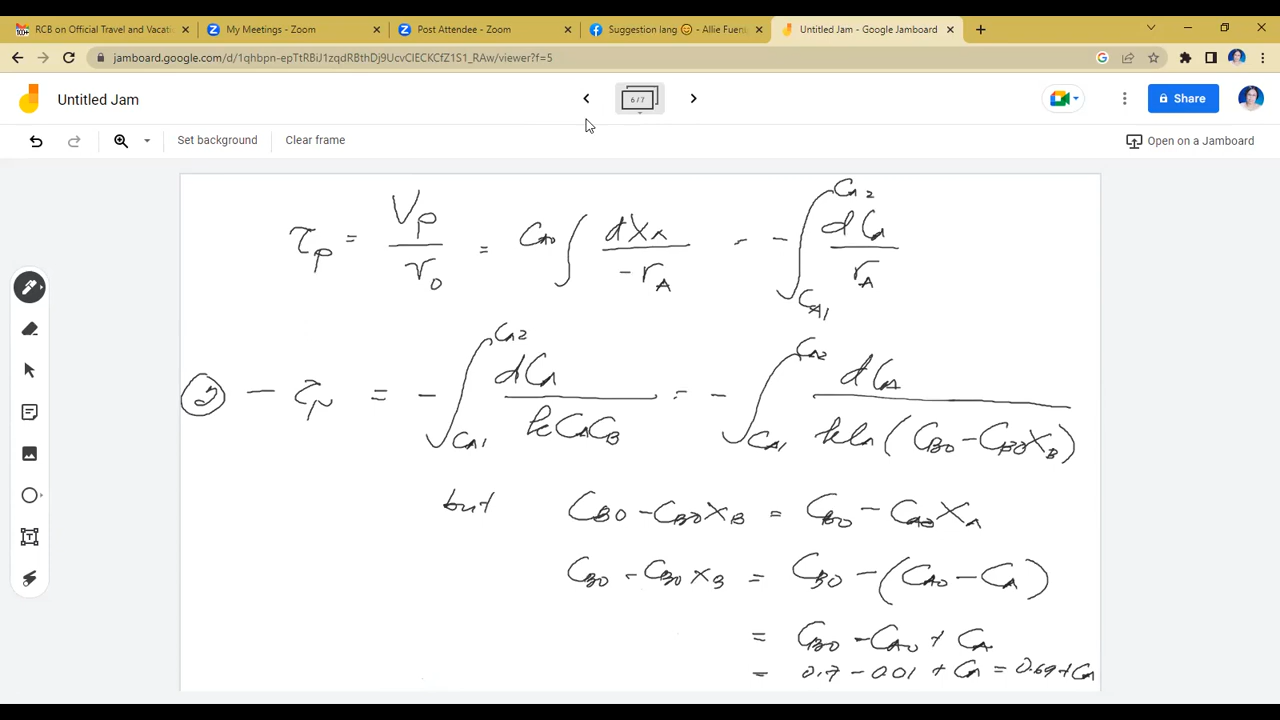 RCB on Official Travel and Vacati
My Meetings - Zoom
Post Attendee - Zoom
Suggestion lang 😊 - Allie Fuen
Untitled Jam - Google Jamboard
jamboard.google.com/d/1qhbpn-epTtRBiJ1zqdRBthDj9UcvCIECKCfZ1S1_RAw/viewer?f=5
Untitled Jam
6 / 7
Share
Set background
Clear frame
Open on a Jamboard
τp = Vp / v0 = CA0 ∫ dXA / -rA = - ∫CA1^CA2 dCA / rA
② - τp = - ∫CA1^CA2 dCA / kCACB = - ∫CA1^CA2 dCA / kCA (CB0 - CB0XB)
but CB0 - CB0XB = CB0 - CA0XA
CB0 - CB0XB = CB0 - (CA0 - CA)
= CB0 - CA0 + CA
= 0.7 - 0.01 + CA = 0.69 + CA